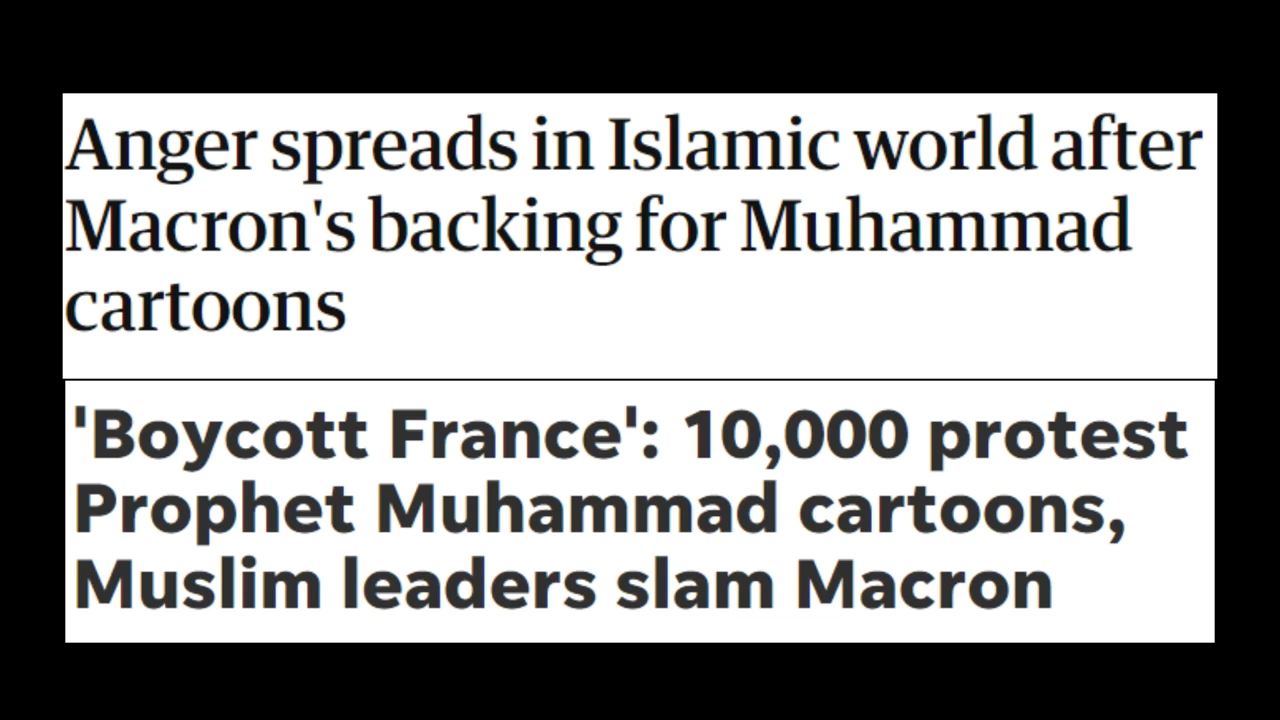 Anger spreads in Islamic world after
Macron's backing for Muhammad
cartoons
'Boycott France': 10,000 protest
Prophet Muhammad cartoons,
Muslim leaders slam Macron